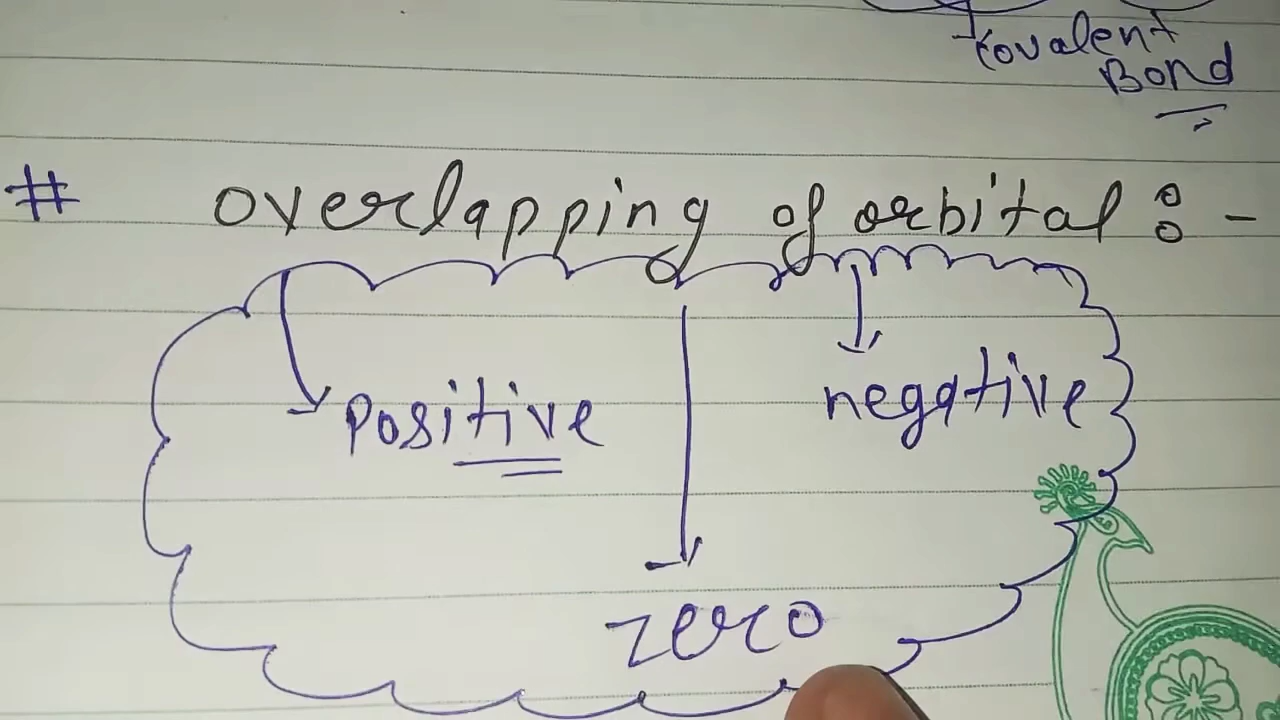 Covalent
Bond
# overlapping of orbital :-
positive
negative
zero